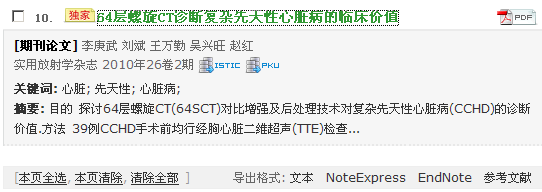 10. 独家 64层螺旋CT诊断复杂先天性心脏病的临床价值 PDF
[期刊论文] 李庚武 刘斌 王万勤 吴兴旺 赵红
实用放射学杂志 2010年26卷2期 ISTIC PKU
关键词: 心脏; 先天性; 心脏病;
摘要: 目的 探讨64层螺旋CT(64SCT)对比增强及后处理技术对复杂先天性心脏病(CCHD)的诊断
价值.方法 39例CCHD手术前均行经胸心脏二维超声(TTE)检查...
[本页全选, 本页清除, 清除全部 ] 导出格式: 文本 NoteExpress EndNote 参考文献